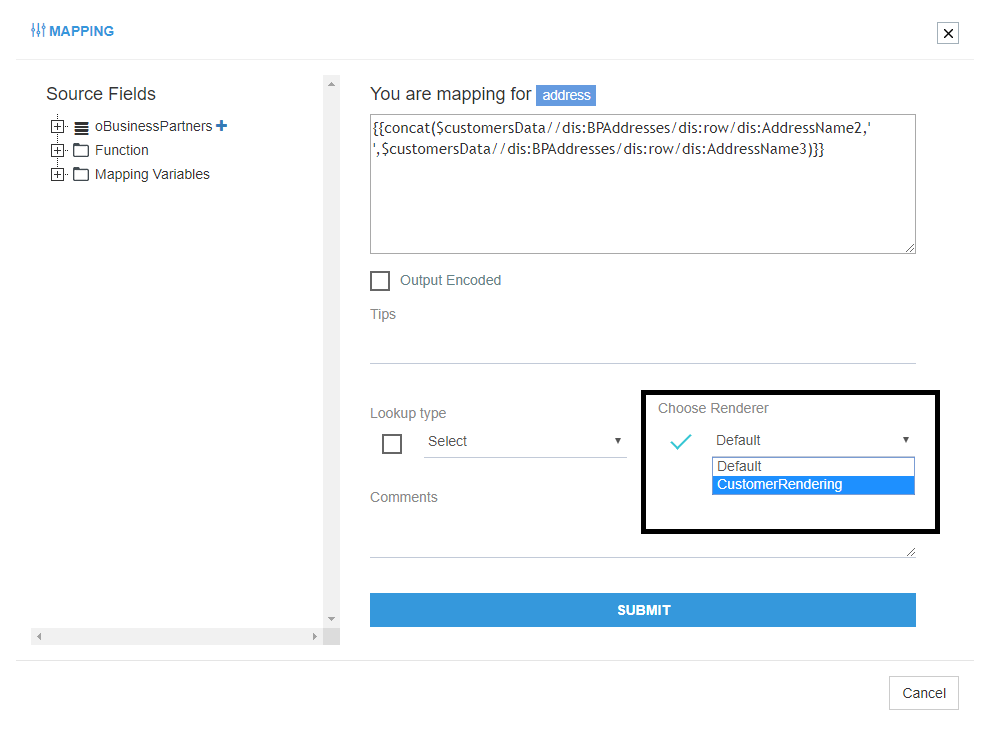 MAPPING
Source Fields
oBusinessPartners
Function
Mapping Variables
You are mapping for address
{{concat($customersData//dis:BPAddresses/dis:row/dis:AddressName2,'
',$customersData//dis:BPAddresses/dis:row/dis:AddressName3)}}
Output Encoded
Tips
Lookup type
Select
Choose Renderer
Default
Default
CustomerRendering
Comments
SUBMIT
Cancel